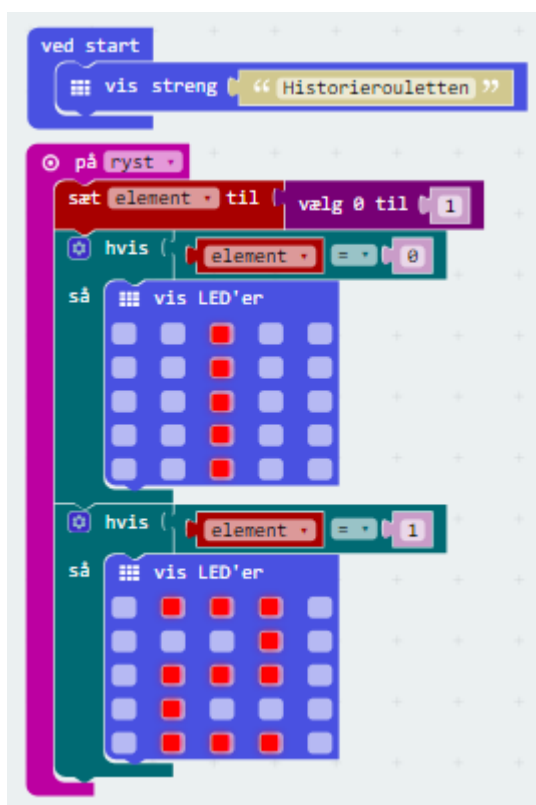 ved start
vis streng “ Historierouletten ”
på ryst
sæt element til vælg 0 til 1
hvis ( element = 0
så vis LED'er
hvis ( element = 1
så vis LED'er